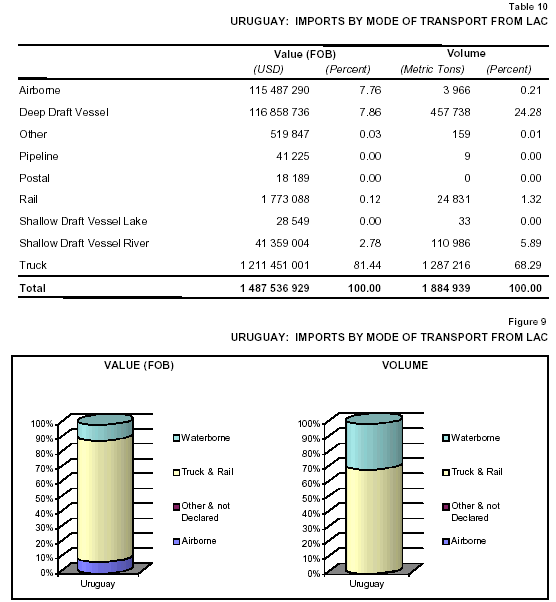 Table 10
URUGUAY: IMPORTS BY MODE OF TRANSPORT FROM LAC
Value (FOB) Volume
(USD) (Percent) (Metric Tons) (Percent)
Airborne 115 487 290 7.76 3 966 0.21
Deep Draft Vessel 116 858 736 7.86 457 738 24.28
Other 519 847 0.03 159 0.01
Pipeline 41 225 0.00 9 0.00
Postal 18 189 0.00 0 0.00
Rail 1 773 088 0.12 24 831 1.32
Shallow Draft Vessel Lake 28 549 0.00 33 0.00
Shallow Draft Vessel River 41 359 004 2.78 110 986 5.89
Truck 1 211 451 001 81.44 1 287 216 68.29
Total 1 487 536 929 100.00 1 884 939 100.00
Figure 9
URUGUAY: IMPORTS BY MODE OF TRANSPORT FROM LAC
VALUE (FOB)
100%
90%
80%
70%
60%
50%
40%
30%
20%
10%
0%
Uruguay
Waterborne
Truck & Rail
Other & not
Declared
Airborne
VOLUME
100%
90%
80%
70%
60%
50%
40%
30%
20%
10%
0%
Uruguay
Waterborne
Truck & Rail
Other & not
Declared
Airborne